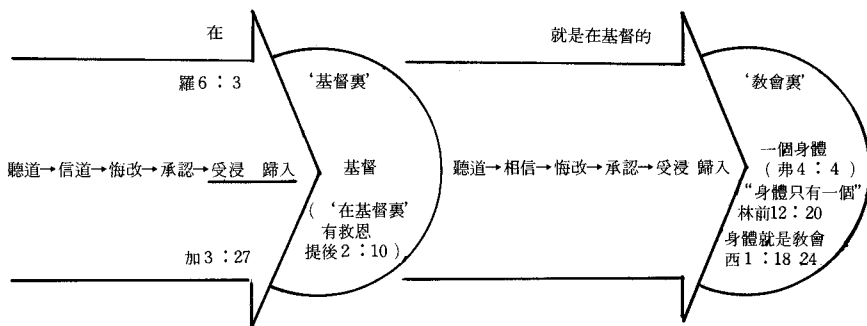 在
羅6：3
‘基督裏’
聽道→信道→悔改→承認→受浸 歸入
基督
( ‘在基督裏’
有救恩
提後2：10 )
加3：27
就是在基督的
‘教會裏’
聽道→相信→悔改→承認→受浸 歸入
一個身體
( 弗4：4 )
“身體只有一個”
林前12：20
身體就是教會
西1：18 24